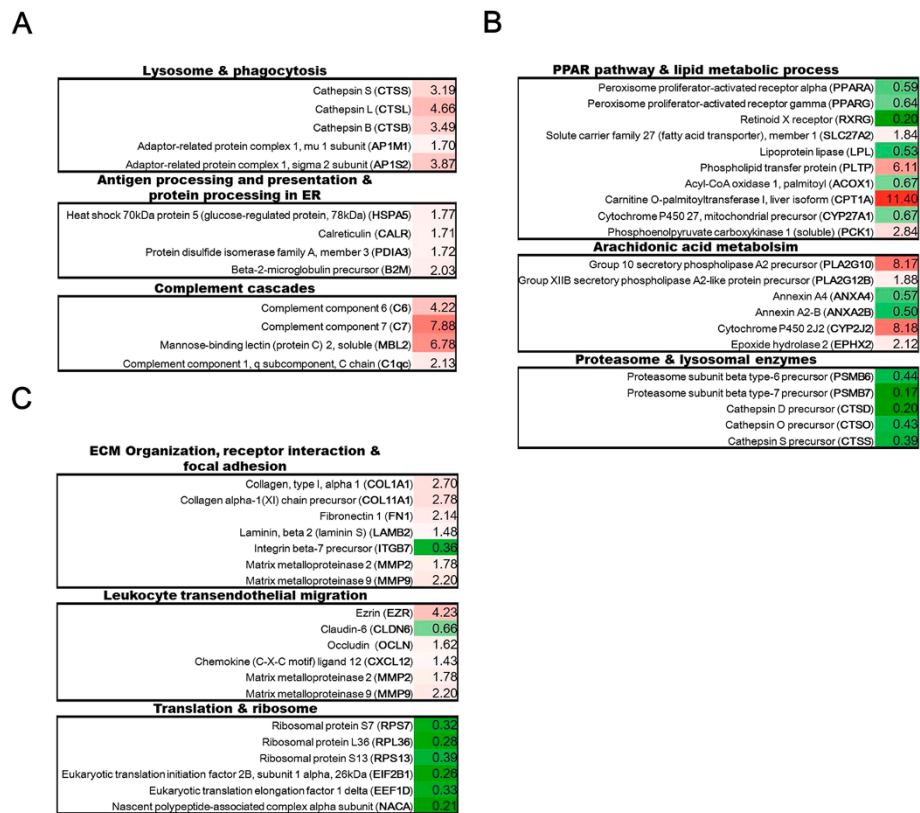 A
Lysosome & phagocytosis
Cathepsin S (CTSS) 3.19
Cathepsin L (CTSL) 4.66
Cathepsin B (CTSB) 3.49
Adaptor-related protein complex 1, mu 1 subunit (AP1M1) 1.70
Adaptor-related protein complex 1, sigma 2 subunit (AP1S2) 3.87
Antigen processing and presentation &
protein processing in ER
Heat shock 70kDa protein 5 (glucose-regulated protein, 78kDa) (HSPA5) 1.77
Calreticulin (CALR) 1.71
Protein disulfide isomerase family A, member 3 (PDIA3) 1.72
Beta-2-microglobulin precursor (B2M) 2.03
Complement cascades
Complement component 6 (C6) 4.22
Complement component 7 (C7) 7.88
Mannose-binding lectin (protein C) 2, soluble (MBL2) 6.78
Complement component 1, q subcomponent, C chain (C1qc) 2.13
B
PPAR pathway & lipid metabolic process
Peroxisome proliferator-activated receptor alpha (PPARA) 0.59
Peroxisome proliferator-activated receptor gamma (PPARG) 0.64
Retinoid X receptor (RXRG) 0.20
Solute carrier family 27 (fatty acid transporter), member 1 (SLC27A2) 1.84
Lipoprotein lipase (LPL) 0.53
Phospholipid transfer protein (PLTP) 6.11
Acyl-CoA oxidase 1, palmitoyl (ACOX1) 0.67
Carnitine O-palmitoyltransferase I, liver isoform (CPT1A) 11.40
Cytochrome P450 27, mitochondrial precursor (CYP27A1) 0.67
Phosphoenolpyruvate carboxykinase 1 (soluble) (PCK1) 2.84
Arachidonic acid metabolsim
Group 10 secretory phospholipase A2 precursor (PLA2G10) 8.17
Group XIIB secretory phospholipase A2-like protein precursor (PLA2G12B) 1.88
Annexin A4 (ANXA4) 0.57
Annexin A2-B (ANXA2B) 0.50
Cytochrome P450 2J2 (CYP2J2) 8.18
Epoxide hydrolase 2 (EPHX2) 2.12
Proteasome & lysosomal enzymes
Proteasome subunit beta type-6 precursor (PSMB6) 0.44
Proteasome subunit beta type-7 precursor (PSMB7) 0.17
Cathepsin D precursor (CTSD) 0.20
Cathepsin O precursor (CTSO) 0.43
Cathepsin S precursor (CTSS) 0.39
C
ECM Organization, receptor interaction &
focal adhesion
Collagen, type I, alpha 1 (COL1A1) 2.70
Collagen alpha-1(XI) chain precursor (COL11A1) 2.78
Fibronectin 1 (FN1) 2.14
Laminin, beta 2 (laminin S) (LAMB2) 1.48
Integrin beta-7 precursor (ITGB7) 0.36
Matrix metalloproteinase 2 (MMP2) 1.78
Matrix metalloproteinase 9 (MMP9) 2.20
Leukocyte transendothelial migration
Ezrin (EZR) 4.23
Claudin-6 (CLDN6) 0.66
Occludin (OCLN) 1.62
Chemokine (C-X-C motif) ligand 12 (CXCL12) 1.43
Matrix metalloproteinase 2 (MMP2) 1.78
Matrix metalloproteinase 9 (MMP9) 2.20
Translation & ribosome
Ribosomal protein S7 (RPS7) 0.32
Ribosomal protein L36 (RPL36) 0.28
Ribosomal protein S13 (RPS13) 0.39
Eukaryotic translation initiation factor 2B, subunit 1 alpha, 26kDa (EIF2B1) 0.26
Eukaryotic translation elongation factor 1 delta (EEF1D) 0.33
Nascent polypeptide-associated complex alpha subunit (NACA) 0.21